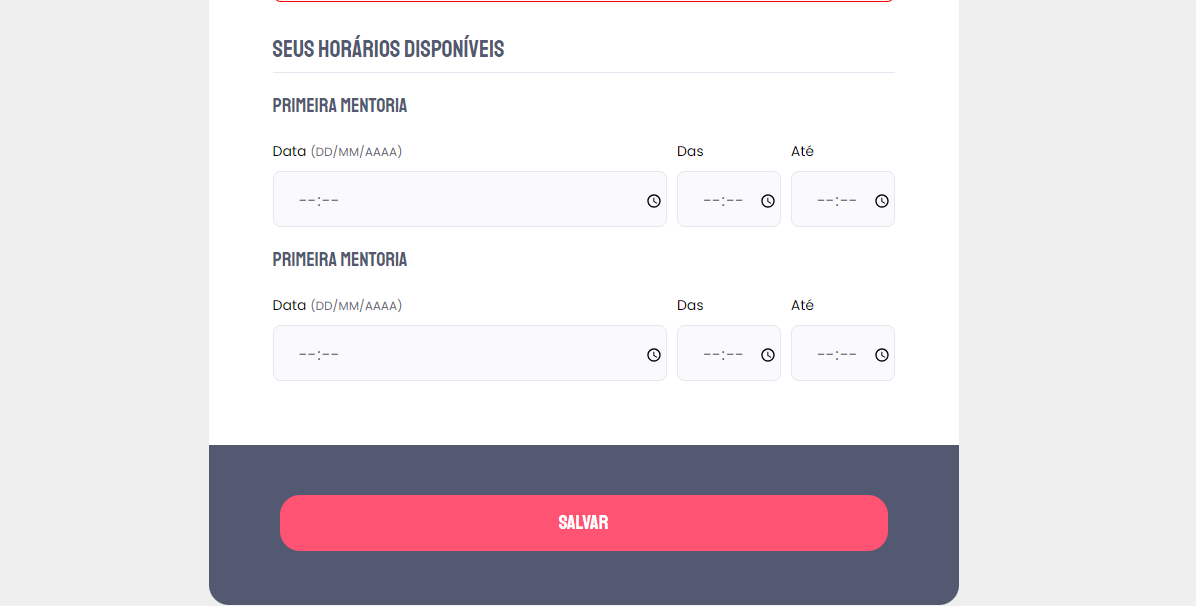 SEUS HORÁRIOS DISPONÍVEIS
PRIMEIRA MENTORIA
Data (DD/MM/AAAA) Das Até
--:-- --:-- --:--
PRIMEIRA MENTORIA
Data (DD/MM/AAAA) Das Até
--:-- --:-- --:--
SALVAR